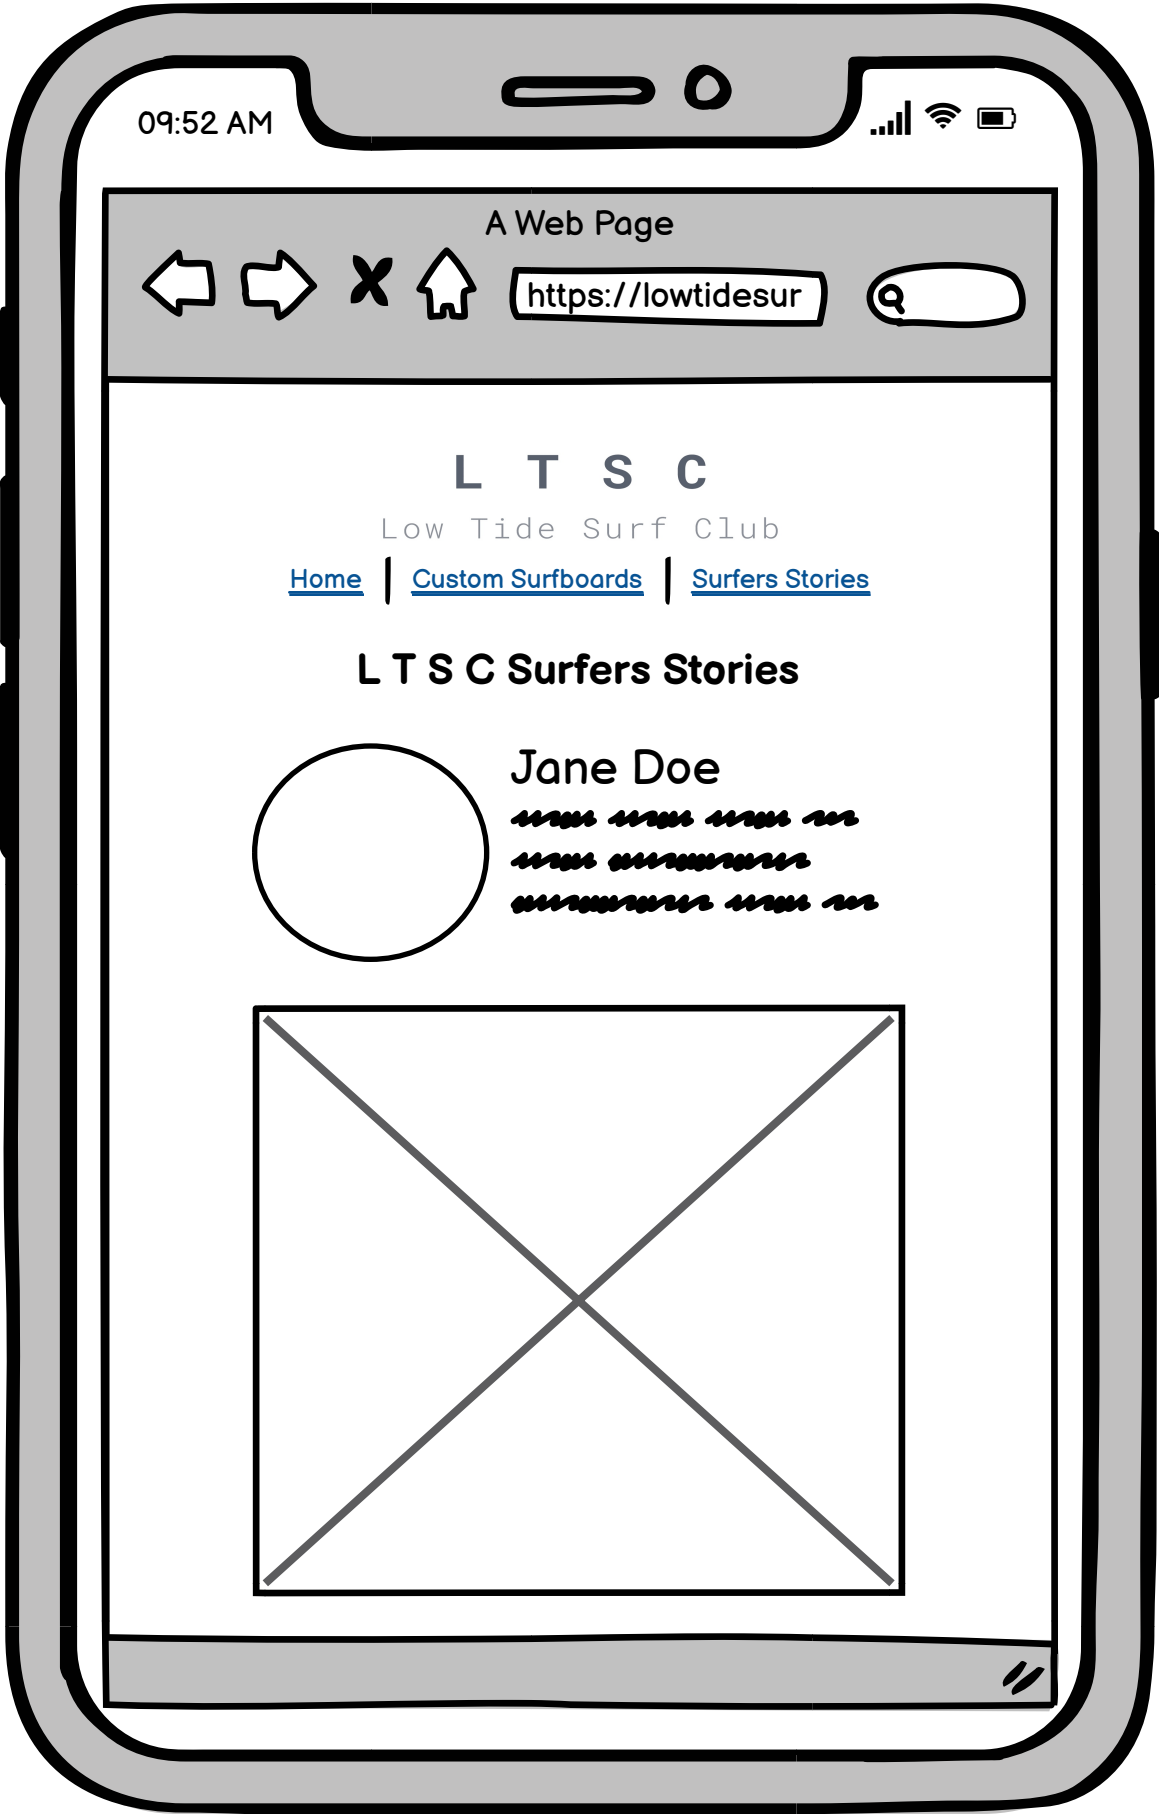 09:52 AM
A Web Page
https://lowtidesur
L T S C
Low Tide Surf Club
Home | Custom Surfboards | Surfers Stories
L T S C Surfers Stories
Jane Doe